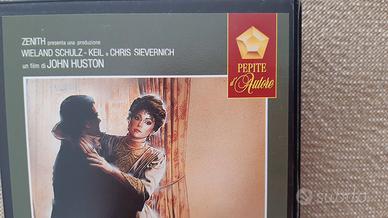 ZENITH presenta una produzione
WIELAND SCHULZ - KEIL e CHRIS SIEVERNICH
un film di JOHN HUSTON
PEPITE
d'Autore
subito